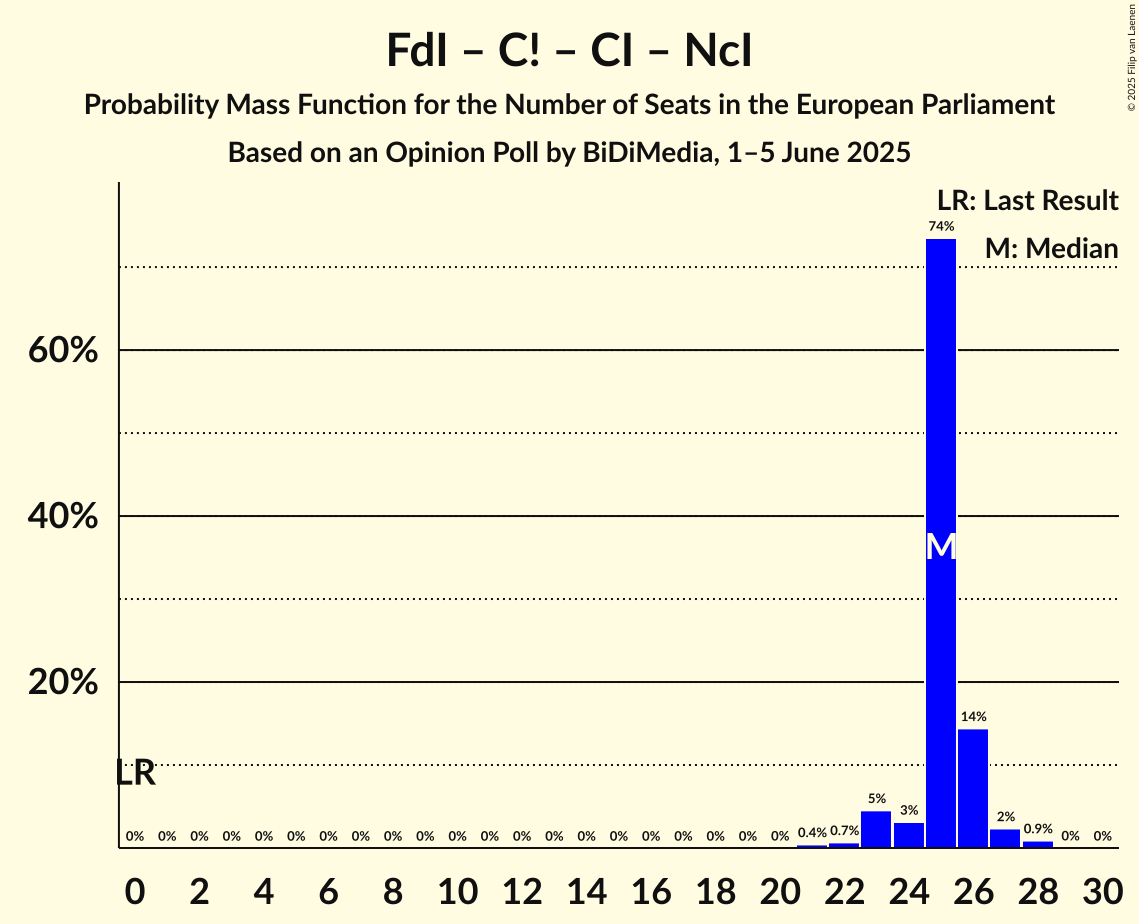 FdI – C! – CI – NcI
Probability Mass Function for the Number of Seats in the European Parliament
Based on an Opinion Poll by BiDiMedia, 1–5 June 2025
© 2025 Filip van Laenen
LR: Last Result
M: Median
74%
60%
40%
M
20%
14%
LR
5%
3%
2%
0% 0% 0% 0% 0% 0% 0% 0% 0% 0% 0% 0% 0% 0% 0% 0% 0% 0% 0% 0% 0% 0.4% 0.7% 0.9% 0% 0%
0 2 4 6 8 10 12 14 16 18 20 22 24 26 28 30